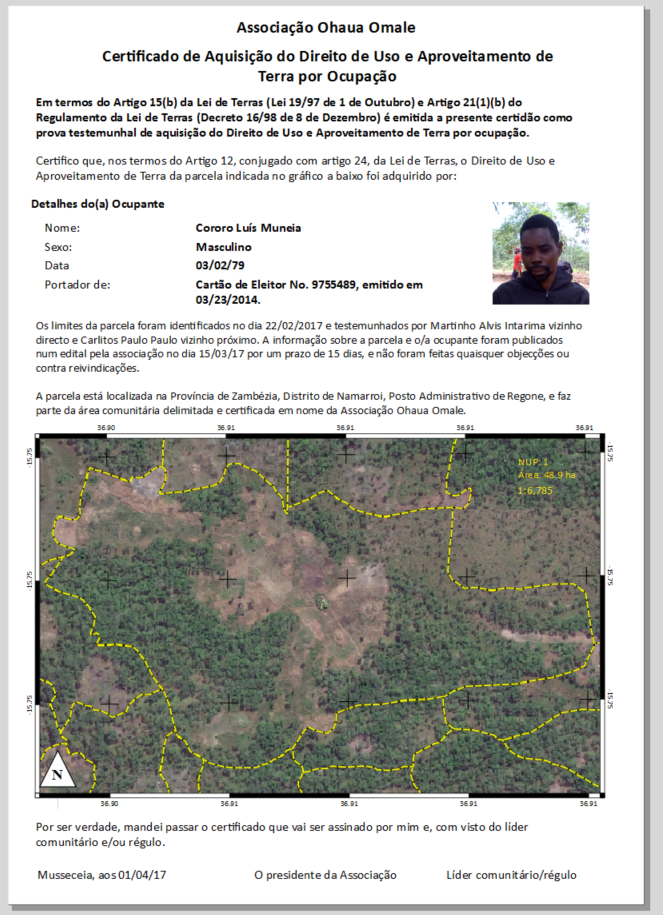 Associação Ohaua Omale
Certificado de Aquisição do Direito de Uso e Aproveitamento de
Terra por Ocupação
Em termos do Artigo 15(b) da Lei de Terras (Lei 19/97 de 1 de Outubro) e Artigo 21(1)(b) do
Regulamento da Lei de Terras (Decreto 16/98 de 8 de Dezembro) é emitida a presente certidão como
prova testemunhal de aquisição do Direito de Uso e Aproveitamento de Terra por ocupação.
Certifico que, nos termos do Artigo 12, conjugado com artigo 24, da Lei de Terras, o Direito de Uso e
Aproveitamento de Terra da parcela indicada no gráfico a baixo foi adquirido por:
Detalhes do(a) Ocupante
Nome: Cororo Luís Muneia
Sexo: Masculino
Data 03/02/79
Portador de: Cartão de Eleitor No. 9755489, emitido em
03/23/2014.
Os limites da parcela foram identificados no dia 22/02/2017 e testemunhados por Martinho Alvis Intarima vizinho
directo e Carlitos Paulo Paulo vizinho próximo. A informação sobre a parcela e o/a ocupante foram publicados
num edital pela associação no dia 15/03/17 por um prazo de 15 dias, e não foram feitas quaisquer objecções ou
contra reivindicações.
A parcela está localizada na Província de Zambézia, Distrito de Namarroi, Posto Administrativo de Regone, e faz
parte da área comunitária delimitada e certificada em nome da Associação Ohaua Omale.
36.90 36.91 36.91 36.91 36.91
-15.75 -15.75
NUP: 1
Área: 48.9 ha
1:6,785
-15.75 -15.75
-15.75 -15.75
N
36.90 36.91 36.91 36.91 36.91
Por ser verdade, mandei passar o certificado que vai ser assinado por mim e, com visto do líder
comunitário e/ou régulo.
Musseceia, aos 01/04/17 O presidente da Associação Líder comunitário/régulo